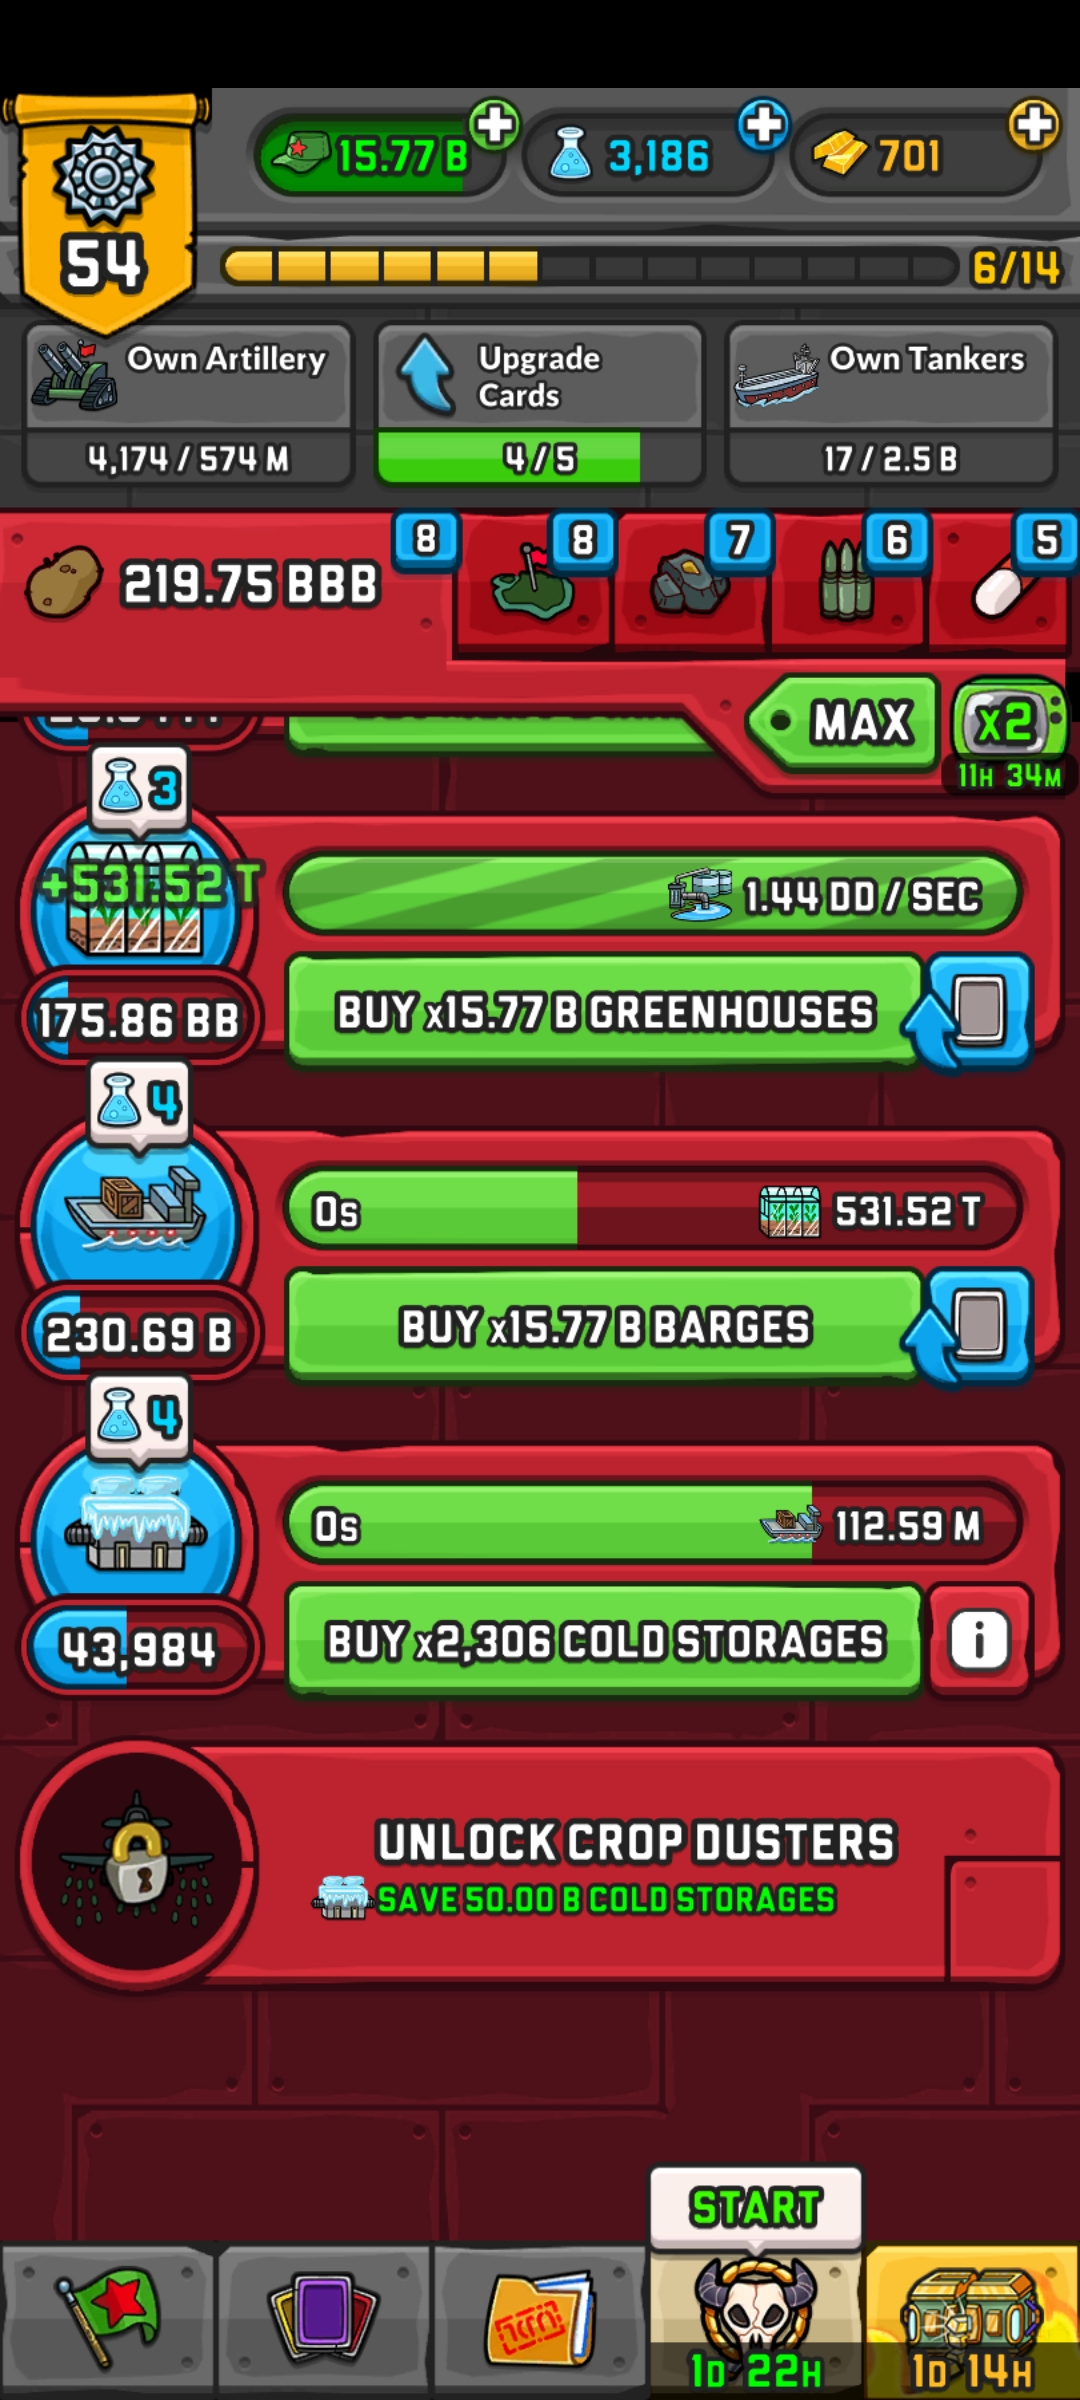 54
15.77 B
3,186
701
6/14
Own Artillery
4,174 / 574 M
Upgrade
Cards
4 / 5
Own Tankers
17 / 2.5 B
219.75 BBB
8
8
7
6
5
MAX
x2
11H 34M
3
+531.52 T
1.44 DD / SEC
175.86 BB
BUY x15.77 B GREENHOUSES
4
0s
531.52 T
230.69 B
BUY x15.77 B BARGES
4
0s
112.59 M
43,984
BUY x2,306 COLD STORAGES
i
UNLOCK CROP DUSTERS
SAVE 50.00 B COLD STORAGES
START
1D 22H
1D 14H